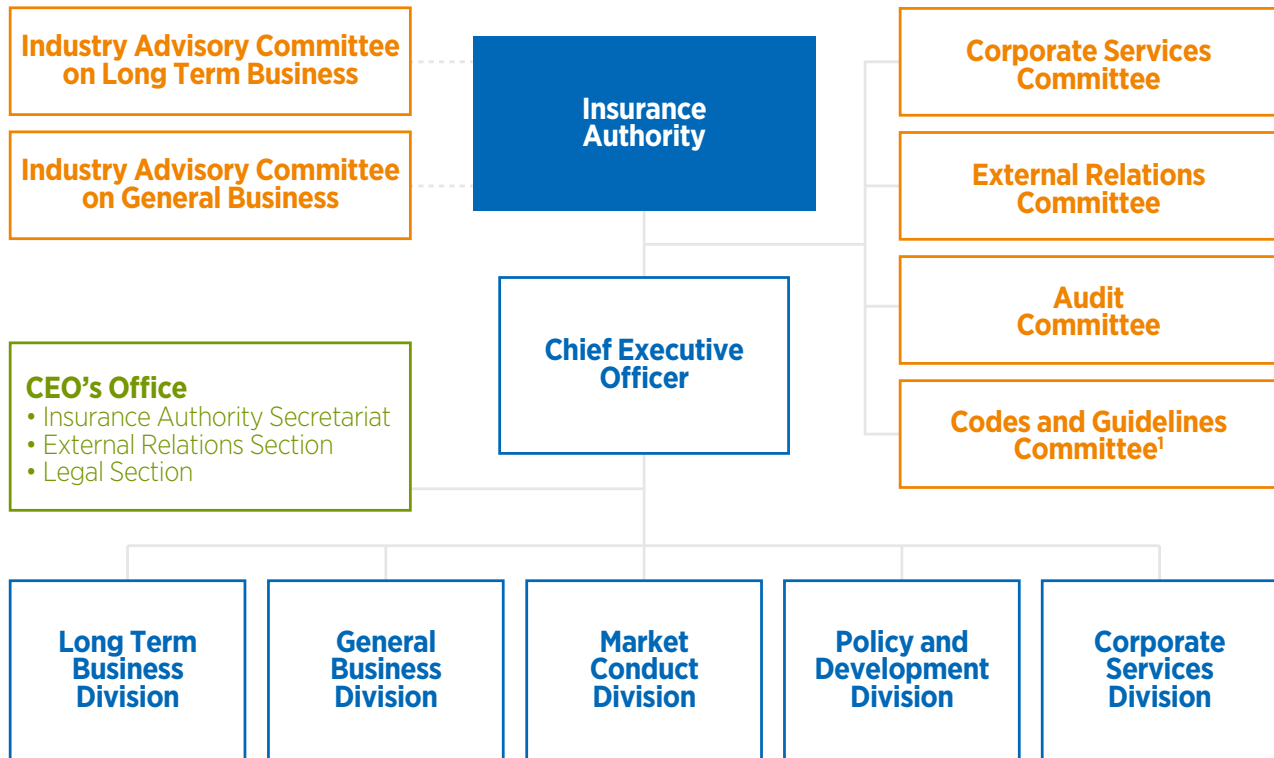 Industry Advisory Committee
on Long Term Business
Industry Advisory Committee
on General Business
Insurance
Authority
Corporate Services
Committee
External Relations
Committee
Audit
Committee
Codes and Guidelines
Committee¹
Chief Executive
Officer
CEO’s Office
• Insurance Authority Secretariat
• External Relations Section
• Legal Section
Long Term
Business
Division
General
Business
Division
Market
Conduct
Division
Policy and
Development
Division
Corporate
Services
Division